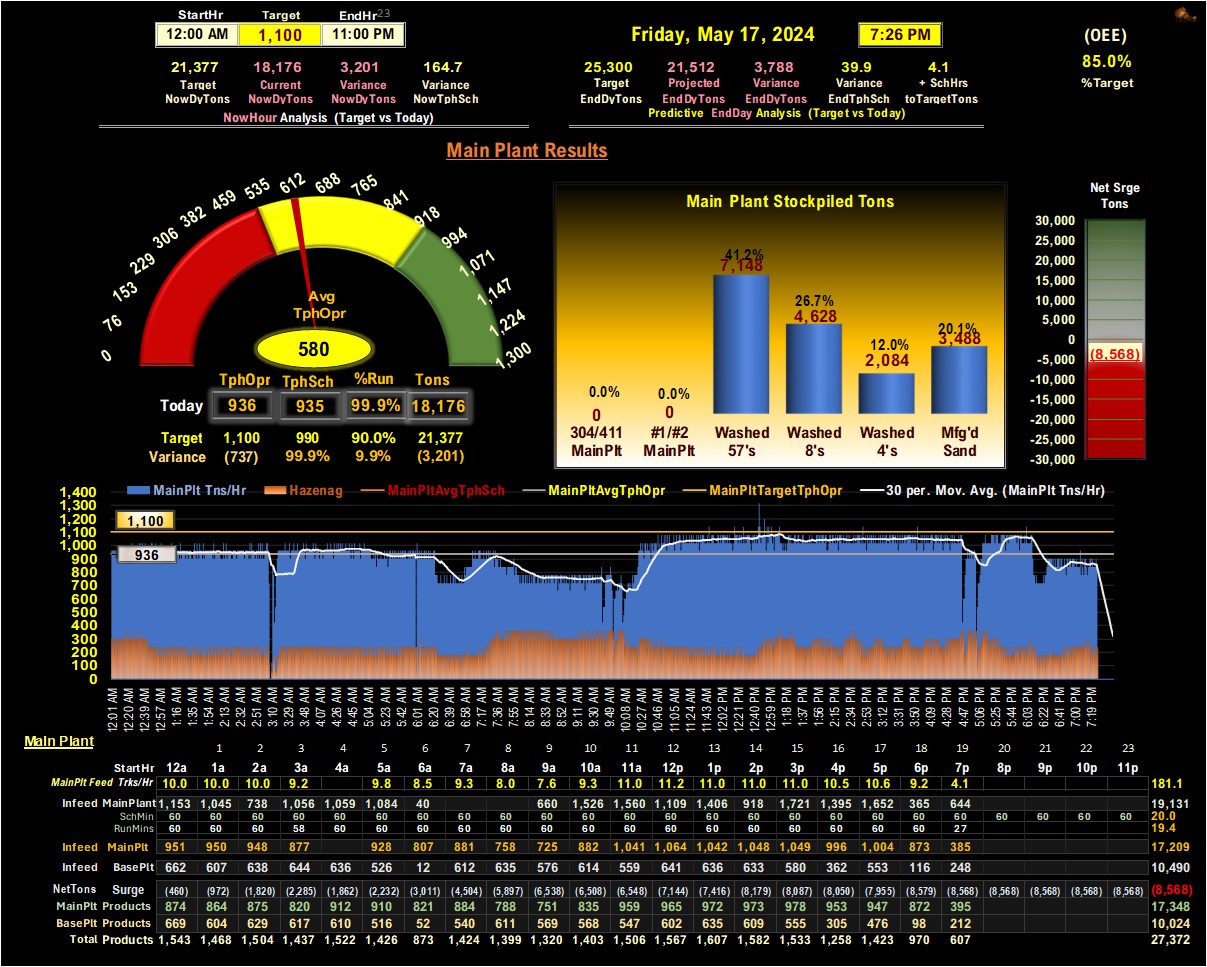 StartHr Target EndHr 23
12:00 AM 1,100 11:00 PM
Friday, May 17, 2024 7:26 PM
(OEE)
85.0%
%Target
21,377 18,176 3,201 164.7
Target Current Variance Variance
NowDyTons NowDyTons NowDyTons NowTphSch
NowHour Analysis (Target vs Today)
25,300 21,512 3,788 39.9 4.1
Target Projected Variance Variance + SchHrs
EndDyTons EndDyTons EndDyTons EndTphSch toTargetTons
Predictive EndDay Analysis (Target vs Today)
Main Plant Results
0 76 153 229 306 382 459 535 612 688 765 841 918 994 1,071 1,147 1,224 1,300
Avg
TphOpr
580
TphOpr TphSch %Run Tons
Today 936 935 99.9% 18,176
Target 1,100 990 90.0% 21,377
Variance (737) 99.9% 9.9% (3,201)
Main Plant Stockpiled Tons
0.0% 0.0% 41.2% 26.7% 12.0% 20.1%
0 0 7,148 4,628 2,084 3,488
304/411 #1/#2 Washed Washed Washed Mfg'd
MainPlt MainPlt 57's 8's 4's Sand
Net Srge
Tons
30,000
25,000
20,000
15,000
10,000
5,000
0
(8,568)
-5,000
-10,000
-15,000
-20,000
-25,000
-30,000
MainPlt Tns/Hr Hazenag MainPltAvgTphSch MainPltAvgTphOpr MainPltTargetTphOpr 30 per. Mov. Avg. (MainPlt Tns/Hr)
1,400
1,300
1,200
1,100
1,000
900
800
700
600
500
400
300
200
100
0
1,100
936
12:01 AM 12:20 AM 12:39 AM 12:57 AM 1:16 AM 1:35 AM 1:54 AM 2:13 AM 2:32 AM 2:51 AM 3:10 AM 3:29 AM 3:48 AM 4:07 AM 4:26 AM 4:45 AM 5:04 AM 5:23 AM 5:42 AM 6:01 AM 6:20 AM 6:39 AM 6:58 AM 7:17 AM 7:36 AM 7:55 AM 8:14 AM 8:33 AM 8:52 AM 9:11 AM 9:30 AM 9:49 AM 10:08 AM 10:27 AM 10:46 AM 11:05 AM 11:24 AM 11:43 AM 12:02 PM 12:21 PM 12:40 PM 12:59 PM 1:18 PM 1:37 PM 1:56 PM 2:15 PM 2:34 PM 2:53 PM 3:12 PM 3:31 PM 3:50 PM 4:09 PM 4:28 PM 4:47 PM 5:06 PM 5:25 PM 5:44 PM 6:03 PM 6:22 PM 6:41 PM 7:00 PM 7:19 PM
Main Plant
1 2 3 4 5 6 7 8 9 10 11 12 13 14 15 16 17 18 19 20 21 22 23
StartHr 12a 1a 2a 3a 4a 5a 6a 7a 8a 9a 10a 11a 12p 1p 2p 3p 4p 5p 6p 7p 8p 9p 10p 11p
MainPlt Feed Trks/Hr 10.0 10.0 10.0 9.2 9.8 8.5 9.3 8.0 7.6 9.3 11.0 11.2 11.0 11.0 11.0 10.5 10.6 9.2 4.1 181.1
Infeed MainPlant 1,153 1,045 738 1,056 1,059 1,084 40 660 1,526 1,560 1,109 1,406 918 1,721 1,395 1,652 365 644 19,131
SchMin 60 60 60 60 60 60 60 60 60 60 60 60 60 60 60 60 60 60 60 60 60 60 60 60 20.0
RunMins 60 60 60 58 60 60 60 60 60 60 60 60 60 60 60 60 60 60 60 27 19.4
Infeed MainPlt 951 950 948 877 928 807 881 758 725 882 1,041 1,064 1,042 1,048 1,049 996 1,004 873 385 17,209
Infeed BasePlt 662 607 638 644 636 526 12 612 635 576 614 559 641 636 633 580 362 553 116 248 10,490
NetTons Surge (460) (972) (1,820) (2,285) (1,862) (2,232) (3,011) (4,504) (5,897) (6,538) (6,508) (6,548) (7,144) (7,416) (8,179) (8,087) (8,050) (7,955) (8,579) (8,568) (8,568) (8,568) (8,568) (8,568) (8,568)
MainPlt Products 874 864 875 820 912 910 821 884 788 751 835 959 965 972 973 978 953 947 872 395 17,348
BasePlt Products 669 604 629 617 610 516 52 540 611 569 568 547 602 635 609 555 305 476 98 212 10,024
Total Products 1,543 1,468 1,504 1,437 1,522 1,426 873 1,424 1,399 1,320 1,403 1,506 1,567 1,607 1,582 1,533 1,258 1,423 970 607 27,372